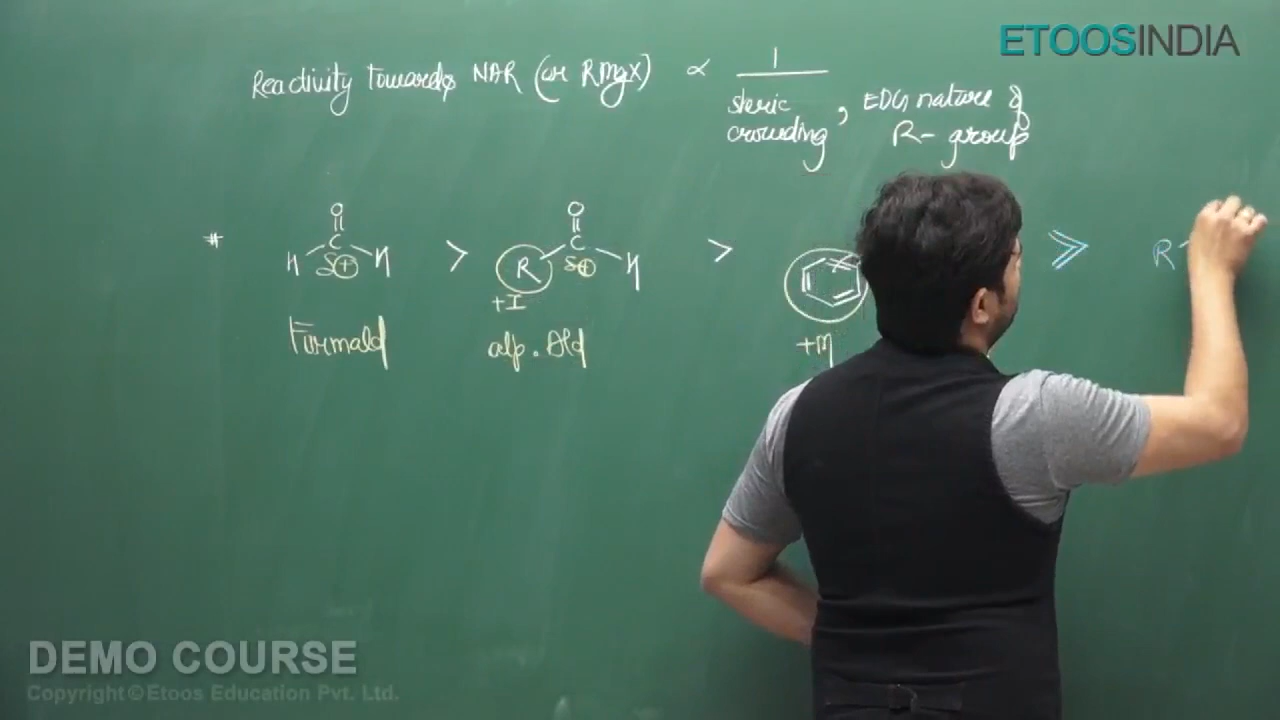 ETOOSINDIA
Reactivity towards NAR (or RMgX) ∝ 1
steric crowding , EDG nature of R- group
# O > O > >> R
C C
H δ⊕ H R δ⊕ H
+I
Formald alp. Ald +M
DEMO COURSE
Copyright © Etoos Education Pvt. Ltd.